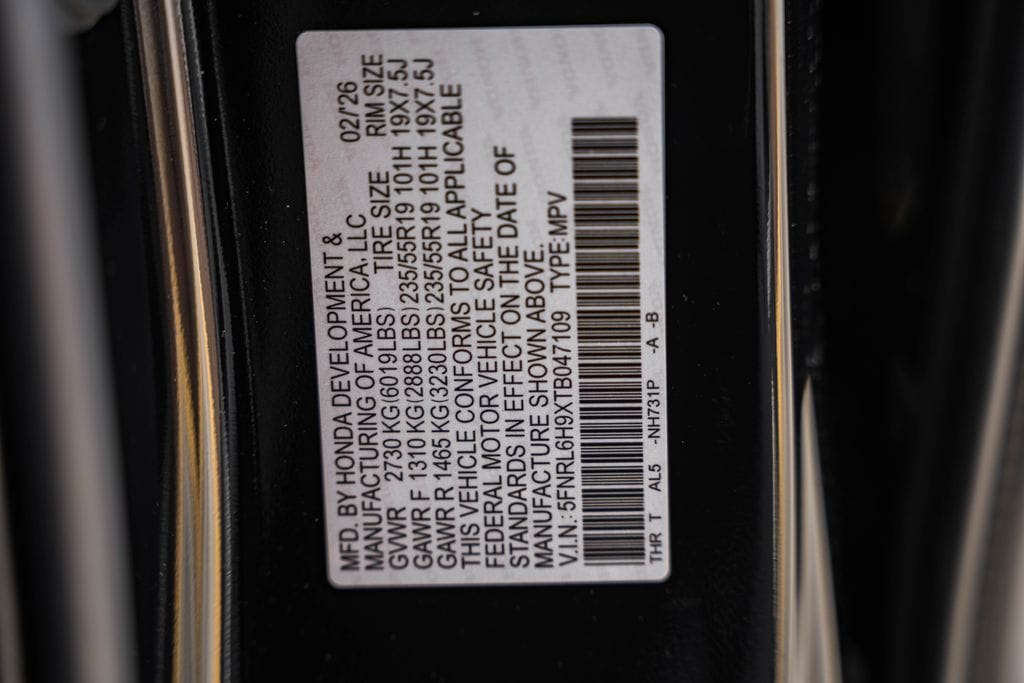 MFD. BY HONDA DEVELOPMENT &
MANUFACTURING OF AMERICA, LLC 02/'26
GVWR 2730 KG(6019LBS) TIRE SIZE RIM SIZE
GAWR F 1310 KG(2888LBS) 235/55R19 101H 19X7.5J
GAWR R 1465 KG(3230LBS) 235/55R19 101H 19X7.5J
THIS VEHICLE CONFORMS TO ALL APPLICABLE
FEDERAL MOTOR VEHICLE SAFETY
STANDARDS IN EFFECT ON THE DATE OF
MANUFACTURE SHOWN ABOVE.
V.I.N.: 5FNRL6H9XTB047109 TYPE:MPV
THR T AL5 -NH731P -A -B